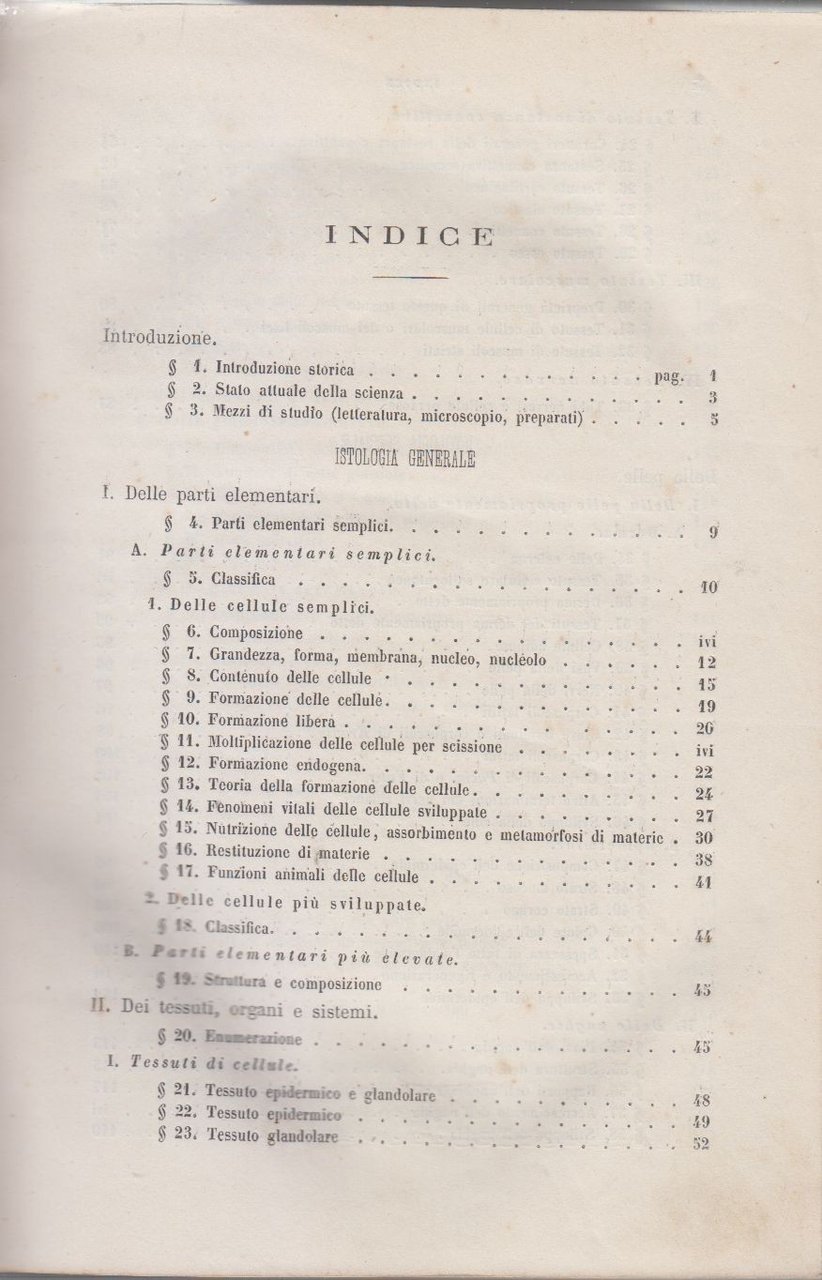 INDICE
Introduzione.
§ 1. Introduzione storica . . . . . . . . . . . . . pag. 1
§ 2. Stato attuale della scienza . . . . . . . . . . . . . 3
§ 3. Mezzi di studio (letteratura, microscopio, preparati) . . . . . 5
ISTOLOGIA GENERALE
I. Delle parti elementari.
§ 4. Parti elementari semplici. . . . . . . . . . . . . . 9
A. Parti elementari semplici.
§ 5. Classifica . . . . . . . . . . . . . . . . . . 10
1. Delle cellule semplici.
§ 6. Composizione . . . . . . . . . . . . . . . . . ivi
§ 7. Grandezza, forma, membrana, nucleo, nucleolo . . . . . . 12
§ 8. Contenuto delle cellule . . . . . . . . . . . . . . 15
§ 9. Formazione delle cellule. . . . . . . . . . . . . . 19
§ 10. Formazione libera . . . . . . . . . . . . . . . 20
§ 11. Moltiplicazione delle cellule per scissione . . . . . . . . ivi
§ 12. Formazione endogena. . . . . . . . . . . . . . . 22
§ 13. Teoria della formazione delle cellule. . . . . . . . . . 24
§ 14. Fenomeni vitali delle cellule sviluppate . . . . . . . . . 27
§ 15. Nutrizione delle cellule, assorbimento e metamorfosi di materie . 30
§ 16. Restituzione di materie . . . . . . . . . . . . . . 38
§ 17. Funzioni animali delle cellule . . . . . . . . . . . . 41
2. Delle cellule più sviluppate.
§ 18. Classifica. . . . . . . . . . . . . . . . . . . 44
B. Parti elementari più elevate.
§ 19. Struttura e composizione . . . . . . . . . . . . . 45
II. Dei tessuti, organi e sistemi.
§ 20. Enumerazione . . . . . . . . . . . . . . . . . 45
I. Tessuti di cellule.
§ 21. Tessuto epidermico e glandolare . . . . . . . . . . . 48
§ 22. Tessuto epidermico . . . . . . . . . . . . . . . 49
§ 23. Tessuto glandolare . . . . . . . . . . . . . . . 52